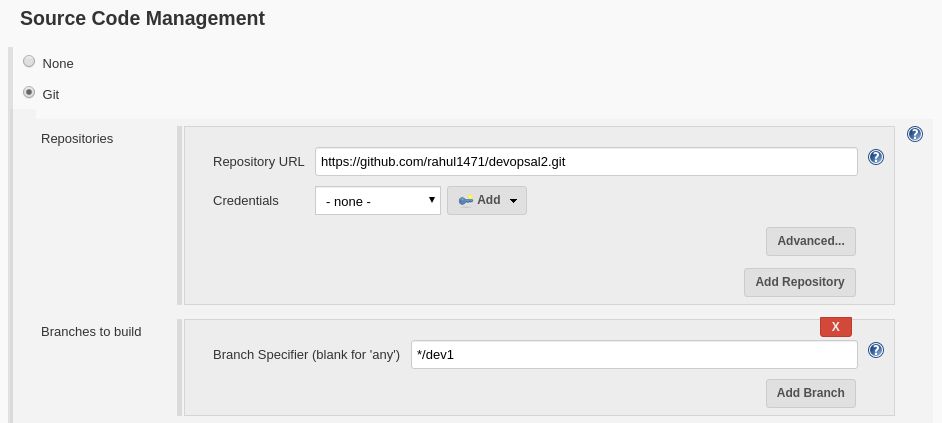 Source Code Management
None
Git
Repositories
Repository URL https://github.com/rahul1471/devopsal2.git
Credentials - none - Add
Advanced...
Add Repository
Branches to build
X
Branch Specifier (blank for 'any') */dev1
Add Branch